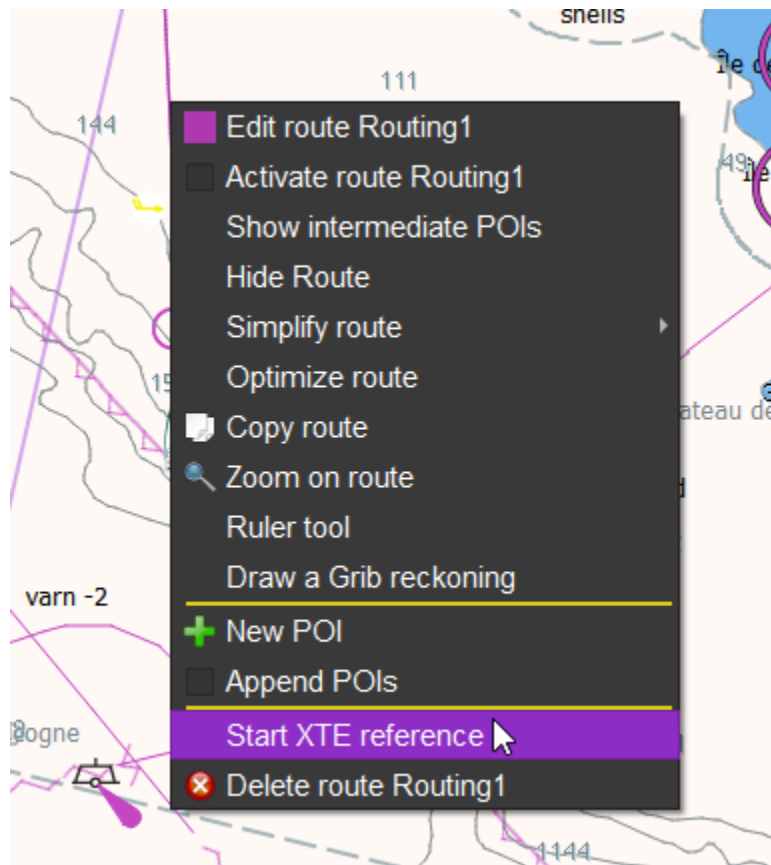 shells
Île de
111
144
Edit route Routing1
Activate route Routing1
49
île
Show intermediate POIs
Hide Route
Simplify route
15
Optimize route
ateau de
Copy route
Zoom on route
Ruler tool
Draw a Grib reckoning
varn -2
New POI
Append POIs
Start XTE reference
ogne
Delete route Routing1
1144